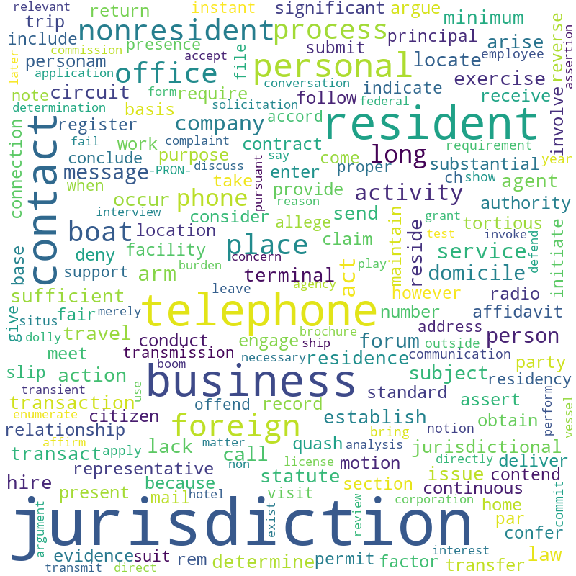 relevant trip instant argue significant minimum
commission nonresident process arise
later return presence submit principal locate
include accept office file personal exercise
personam conversation indicate receive
application form require follow involve
note circuit basis accord resident
determination federal solicitation
register company contract
fail complaint say long requirement
conclude work purpose discuss come proper substantial year
message -PRON- enter ch show agent
when take pursuant provide activity authority
interview occur phone reason grant
connection contact consider send test tortious
boat location place invoke defend initiate
base deny facility allege claim reside service
support burden concern maintain domicile
situs arm terminal act radio
sufficient leave play however
give fair telephone agency number affidavit
merely brochure address
dolly travel conduct engage ship forum person
meet transmission necessary residence communication outside
slip boom subject residency party
transient action use business standard assert perform vessel
transaction citizen offend record establish notion obtain
enumerate foreign bring
relationship affirm lack matter quash analysis jurisdictional
transact apply call non motion directly deliver
representative license issue contend
hire because statute section continuous commit
present mail hotel visit corporation home
argument jurisdiction exist review par confer
evidence suit rem interest law
transmit direct determine permit factor transfer
reverse assertion employee